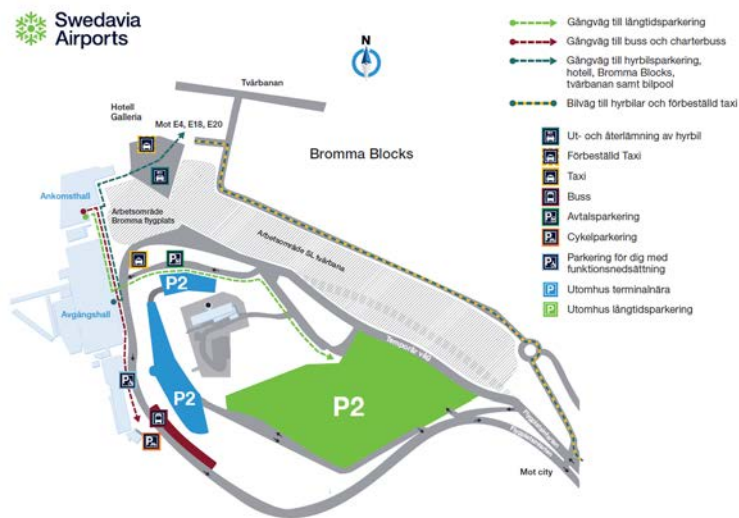 Swedavia
Airports
N
Tvärbanan
Hotell
Galleria
Mot E4, E18, E20
Bromma Blocks
Ankomsthall
Arbetsområde
Bromma flygplats
Arbetsområde SL tvärbana
Avgångshall
P2
P2
P2
Temporär väg
Flygplansinfarten
Mot city
Gångväg till långtidsparkering
Gångväg till buss och charterbuss
Gångväg till hyrbilsparkering,
hotell, Bromma Blocks,
tvärbanan samt bilpool
Bilväg till hyrbilar och förbeställd taxi
Ut- och återlämning av hyrbil
Förbeställd Taxi
Taxi
Buss
Avtalsparkering
Cykelparkering
Parkering för dig med
funktionsnedsättning
P Utomhus terminalnära
P Utomhus långtidsparkering